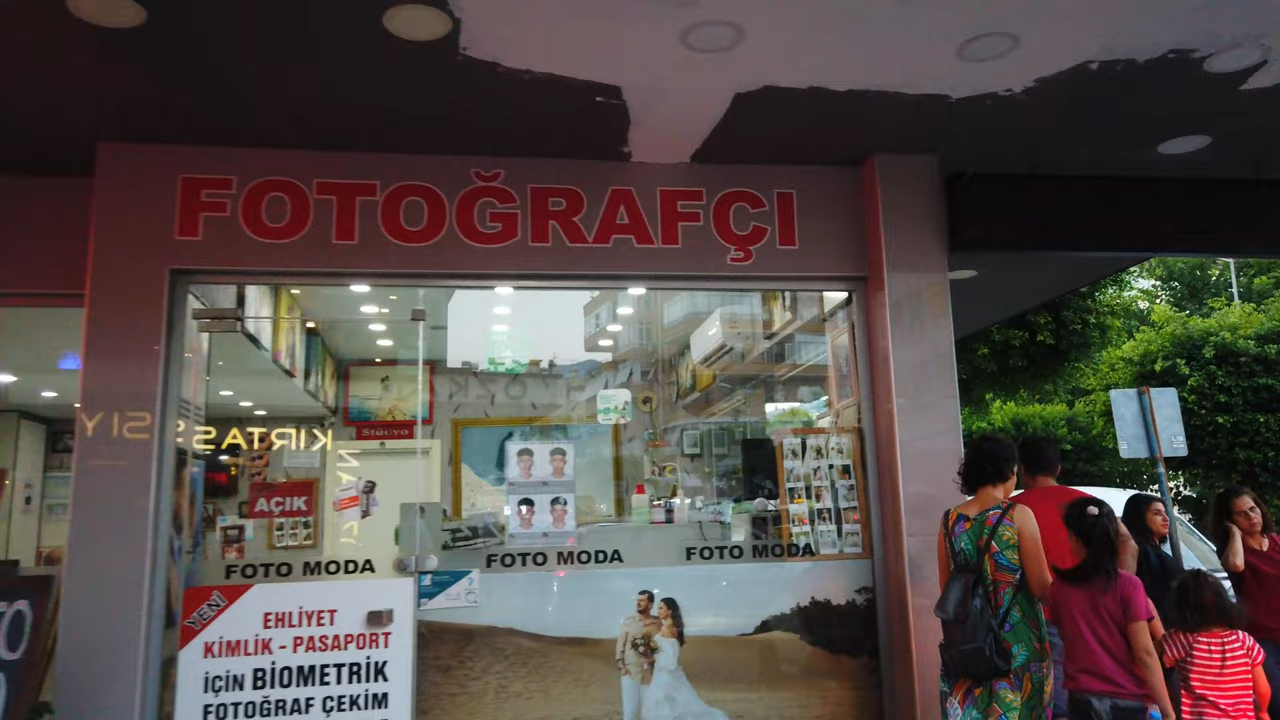 FOTOĞRAFÇI
Stüdyo
KIRTAS
AÇIK
FOTO MODA
FOTO MODA
FOTO MODA
YENİ
EHLİYET
KİMLİK - PASAPORT
İÇİN BİOMETRİK
FOTOĞRAF ÇEKİM